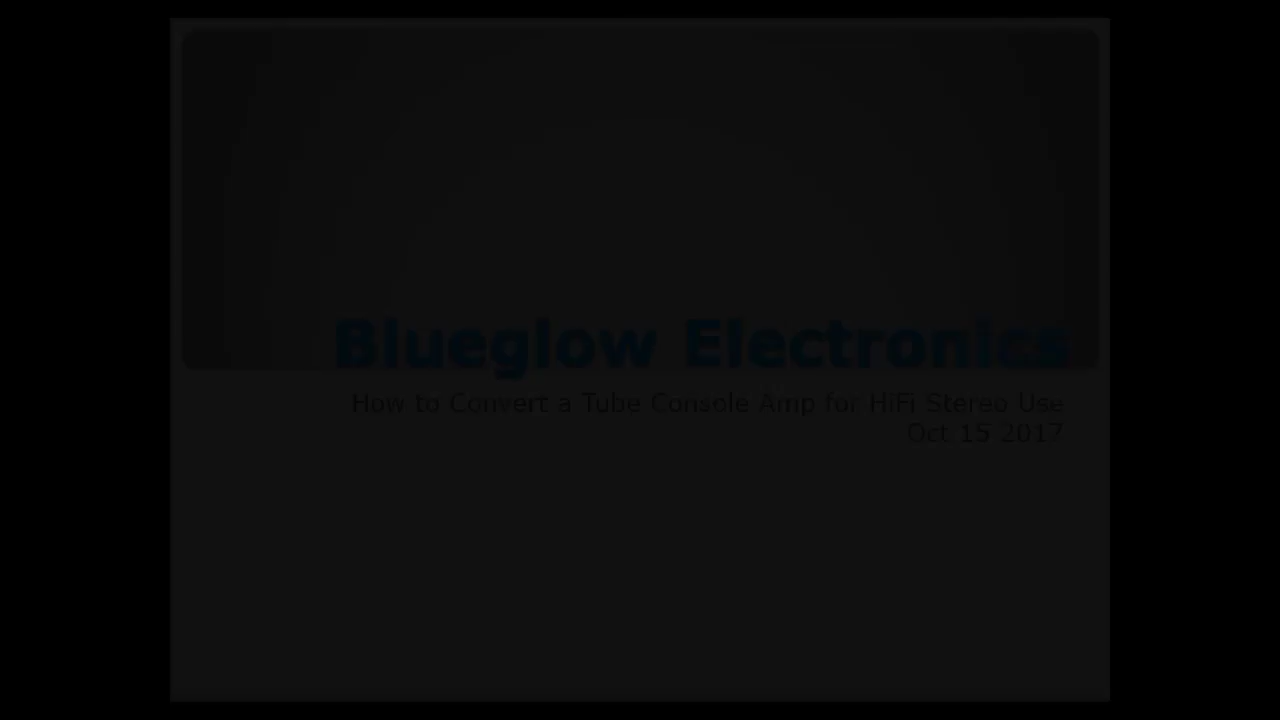 Blueglow Electronics
How to Convert a Tube Console Amp for HiFi Stereo Use
Oct 15 2017